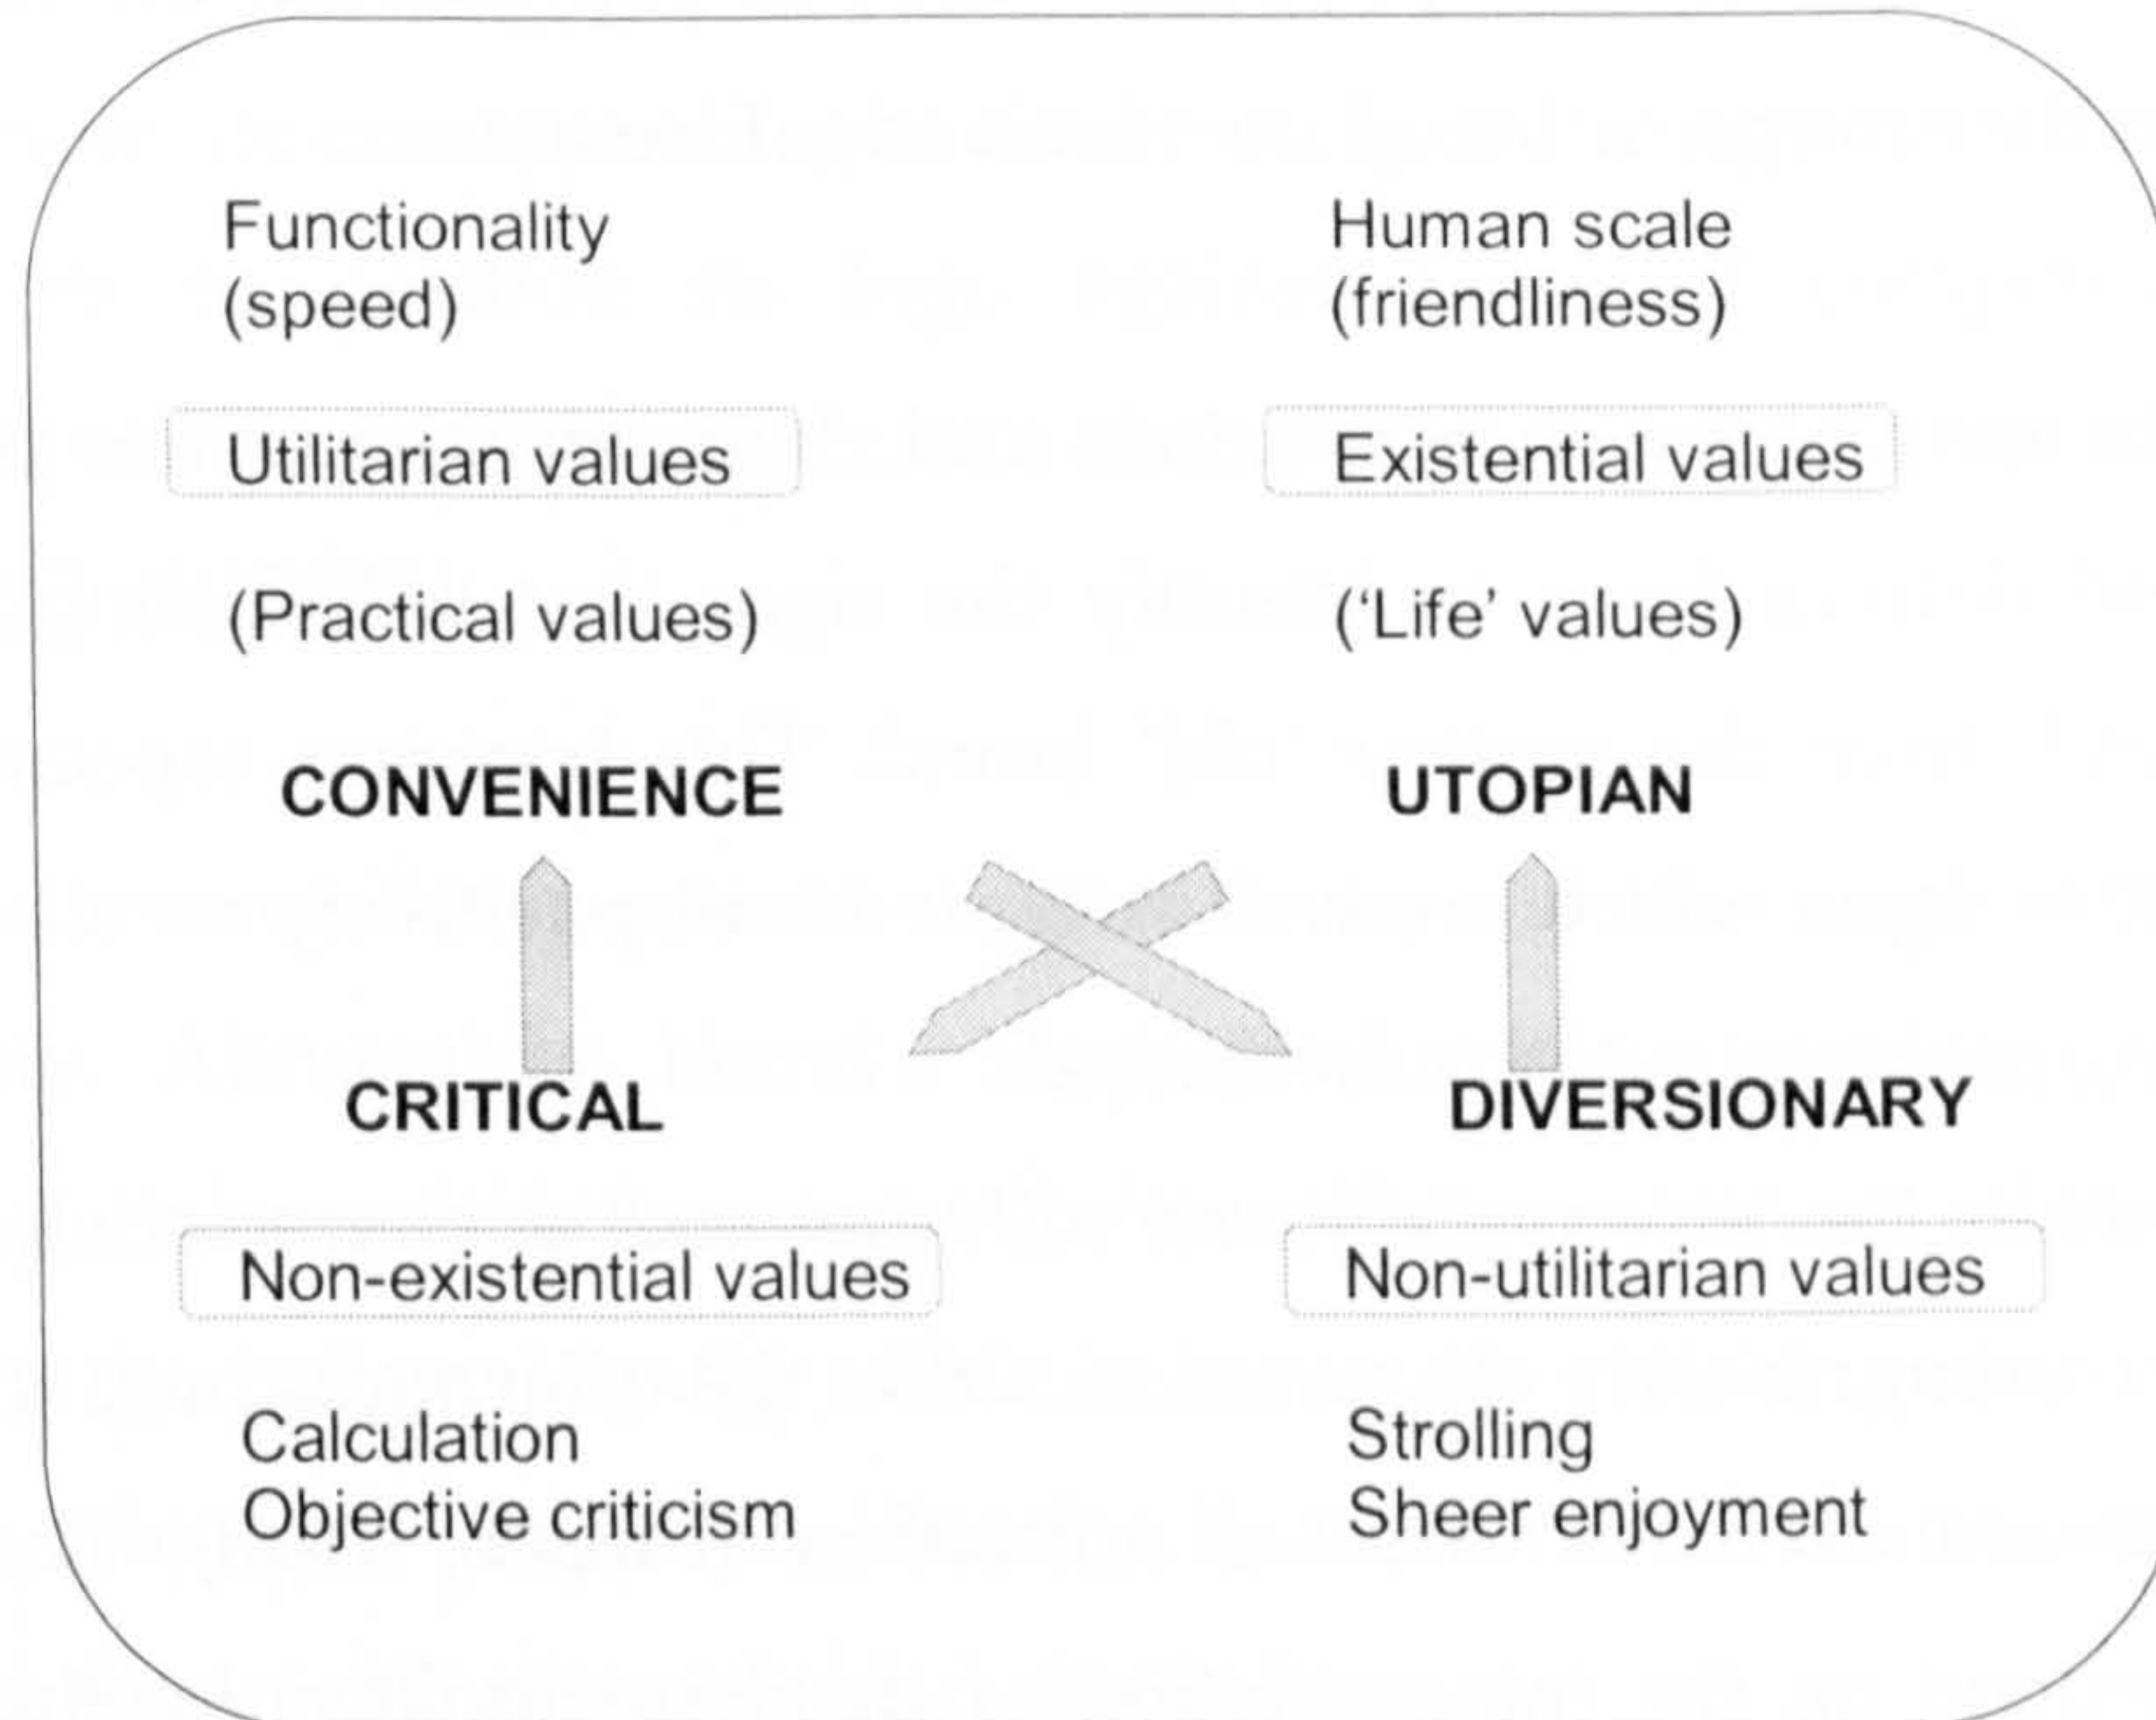 Functionality
(speed)
Human scale
(friendliness)
Utilitarian values
Existential values
(Practical values)
(‘Life’ values)
CONVENIENCE
UTOPIAN
CRITICAL
DIVERSIONARY
Non-existential values
Non-utilitarian values
Calculation
Objective criticism
Strolling
Sheer enjoyment